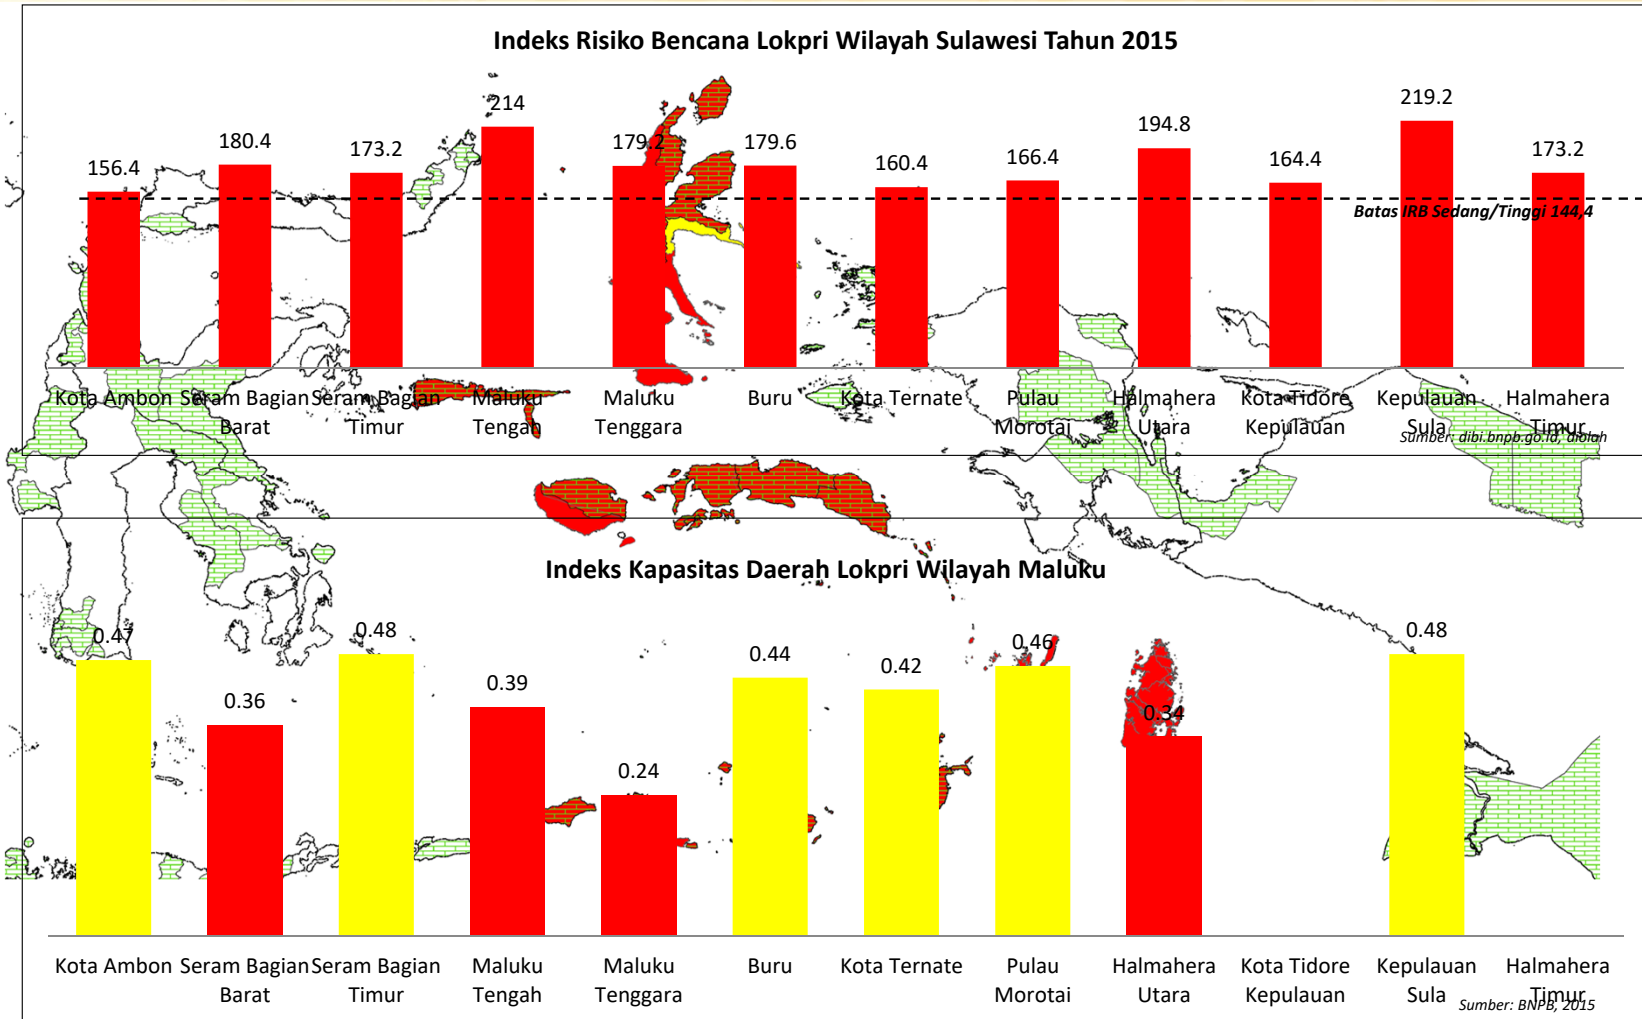 Indeks Risiko Bencana Lokpri Wilayah Sulawesi Tahun 2015
156.4 180.4 173.2 214 179.2 179.6 160.4 166.4 194.8 164.4 219.2 173.2
Batas IRB Sedang/Tinggi 144,4
Kota Ambon Seram Bagian Seram Bagian Maluku Maluku Buru Kota Ternate Pulau Halmahera Kota Tidore Kepulauan Halmahera
Barat Timur Tengah Tenggara Morotai Utara Kepulauan Sula Timur
Sumber: dibi.bnpb.go.id, diolah
Indeks Kapasitas Daerah Lokpri Wilayah Maluku
0.47 0.36 0.48 0.39 0.24 0.44 0.42 0.46 0.34 0.48
Kota Ambon Seram Bagian Seram Bagian Maluku Maluku Buru Kota Ternate Pulau Halmahera Kota Tidore Kepulauan Halmahera
Barat Timur Tengah Tenggara Morotai Utara Kepulauan Sula Timur
Sumber: BNPB, 2015